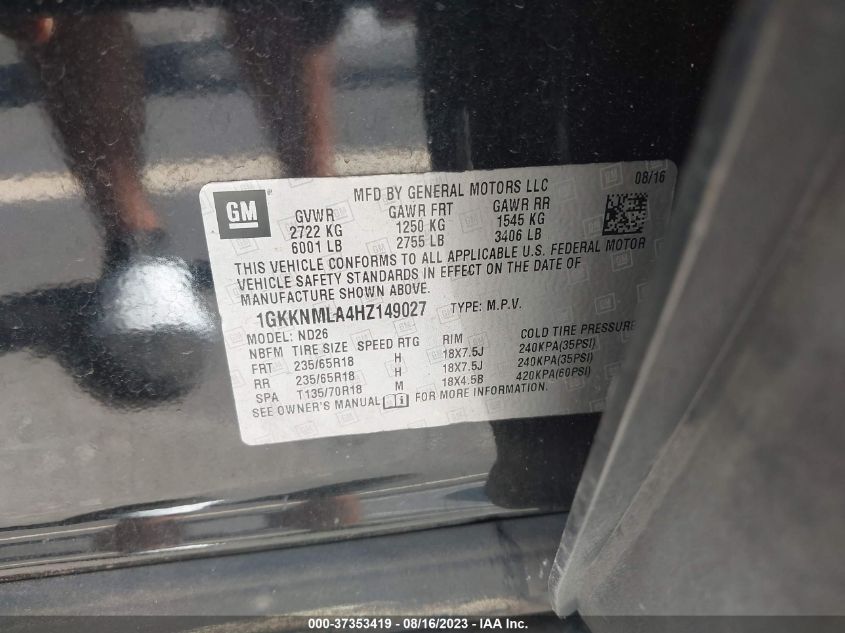 GM
MFD BY GENERAL MOTORS LLC
08/16
GVWR GAWR FRT GAWR RR
2722 KG 1250 KG 1545 KG
6001 LB 2755 LB 3406 LB
THIS VEHICLE CONFORMS TO ALL APPLICABLE U.S. FEDERAL MOTOR
VEHICLE SAFETY STANDARDS IN EFFECT ON THE DATE OF
MANUFACTURE SHOWN ABOVE.
1GKKNMLA4HZ149027 TYPE: M.P.V.
MODEL: ND26
NBFM TIRE SIZE SPEED RTG RIM COLD TIRE PRESSURE
FRT 235/65R18 H 18X7.5J 240KPA(35PSI)
RR 235/65R18 H 18X7.5J 240KPA(35PSI)
SPA T135/70R18 M 18X4.5B 420KPA(60PSI)
SEE OWNER'S MANUAL FOR MORE INFORMATION.
000-37353419 - 08/16/2023 - IAA Inc.